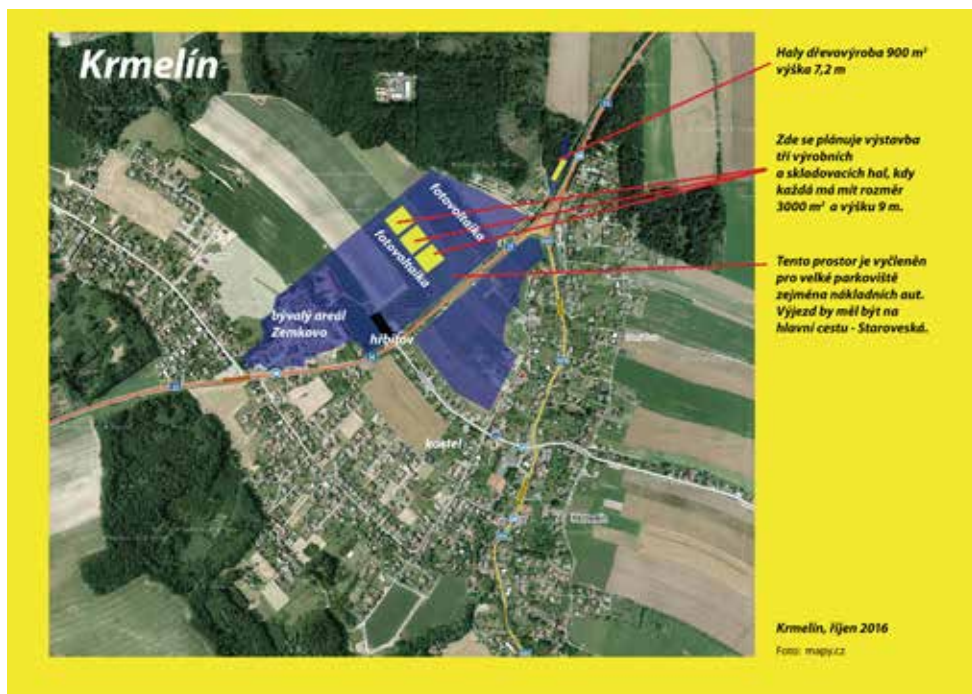 Krmelín
Haly dřevovýroba 900 m²
výška 7,2 m
Zde se plánuje výstavba
tří výrobních
a skladovacích hal, kdy
každá má mít rozměr
3000 m² a výšku 9 m.
fotovoltaika
fotovoltaika
Tento prostor je vyčleněn
pro velké parkoviště
zejména nákladních aut.
Výjezd by měl být na
hlavní cestu - Staroveská.
bývalý areál
Zemkovo
hřbitov
kostel
Krmelín, říjen 2016
Foto: mapy.cz